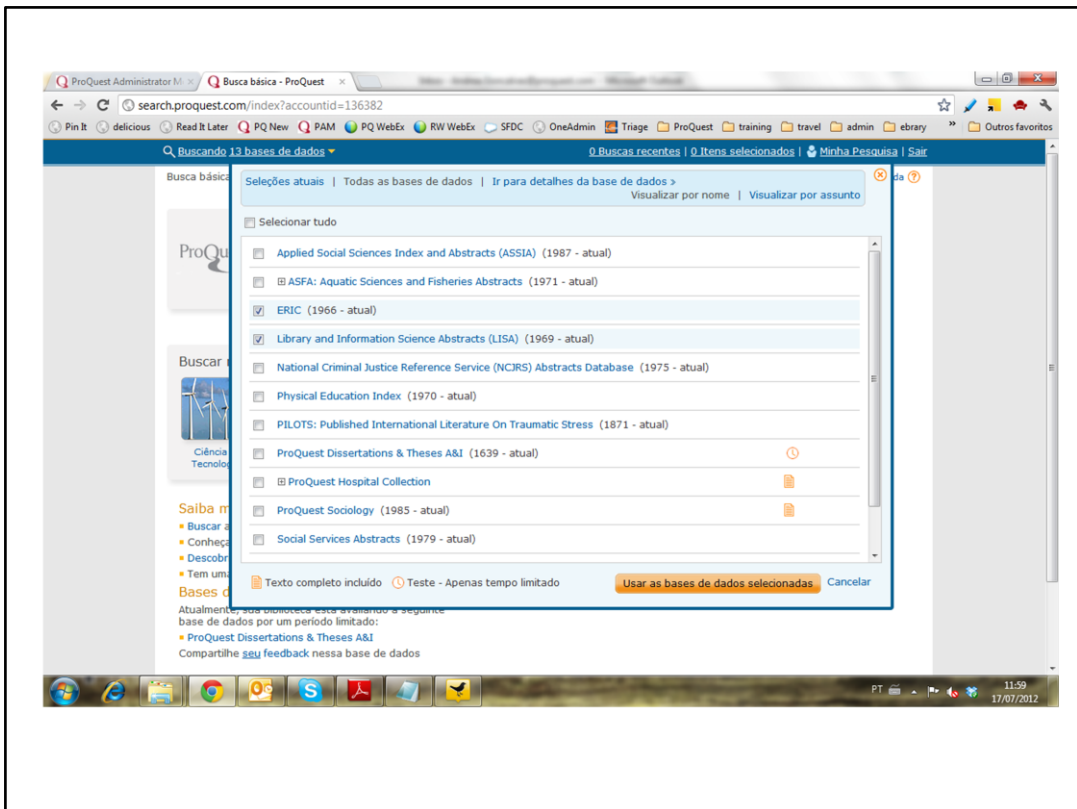 ProQuest Administrator M
Busca básica - ProQuest
search.proquest.com/index?accountid=136382
Pin It delicious Read It Later PQ New PAM PQ WebEx RW WebEx SFDC OneAdmin Triage ProQuest training travel admin ebrary » Outros favoritos
Buscando 13 bases de dados 0 Buscas recentes | 0 Itens selecionados | Minha Pesquisa | Sair
Busca básica
da ?
Seleções atuais | Todas as bases de dados | Ir para detalhes da base de dados >
Visualizar por nome | Visualizar por assunto
Selecionar tudo
ProQu
Applied Social Sciences Index and Abstracts (ASSIA) (1987 - atual)
ASFA: Aquatic Sciences and Fisheries Abstracts (1971 - atual)
ERIC (1966 - atual)
Library and Information Science Abstracts (LISA) (1969 - atual)
National Criminal Justice Reference Service (NCJRS) Abstracts Database (1975 - atual)
Physical Education Index (1970 - atual)
PILOTS: Published International Literature On Traumatic Stress (1871 - atual)
ProQuest Dissertations & Theses A&I (1639 - atual)
ProQuest Hospital Collection
ProQuest Sociology (1985 - atual)
Social Services Abstracts (1979 - atual)
Texto completo incluído Teste - Apenas tempo limitado
Usar as bases de dados selecionadas Cancelar
Buscar
Ciência
Tecnolog
Saiba m
Buscar a
Conheça
Descobr
Tem uma
Bases d
Atualmente, sua biblioteca está avaliando a seguinte
base de dados por um período limitado:
ProQuest Dissertations & Theses A&I
Compartilhe seu feedback nessa base de dados
PT
11:59
17/07/2012